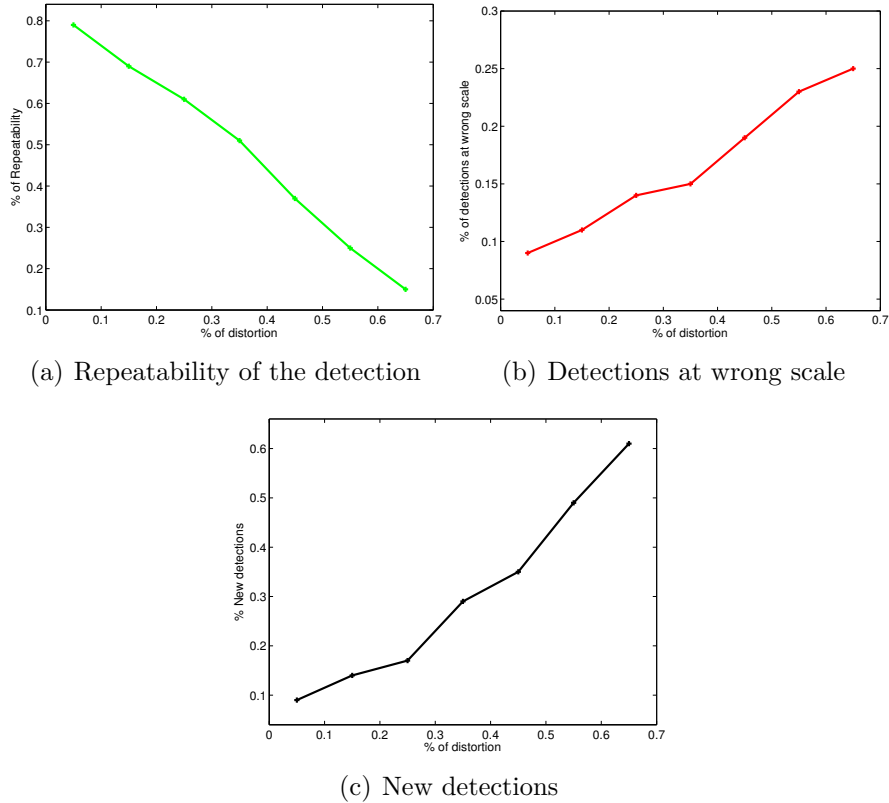 0.8
0.7
0.6
0.5
0.4
0.3
0.2
0.1
% of Repeatability
0 0.1 0.2 0.3 0.4 0.5 0.6 0.7
% of distortion
(a) Repeatability of the detection
0.3
0.25
0.2
0.15
0.1
0.05
% of detections at wrong scale
0 0.1 0.2 0.3 0.4 0.5 0.6 0.7
% of distortion
(b) Detections at wrong scale
0.6
0.5
0.4
0.3
0.2
0.1
% New detections
0 0.1 0.2 0.3 0.4 0.5 0.6 0.7
% of distortion
(c) New detections